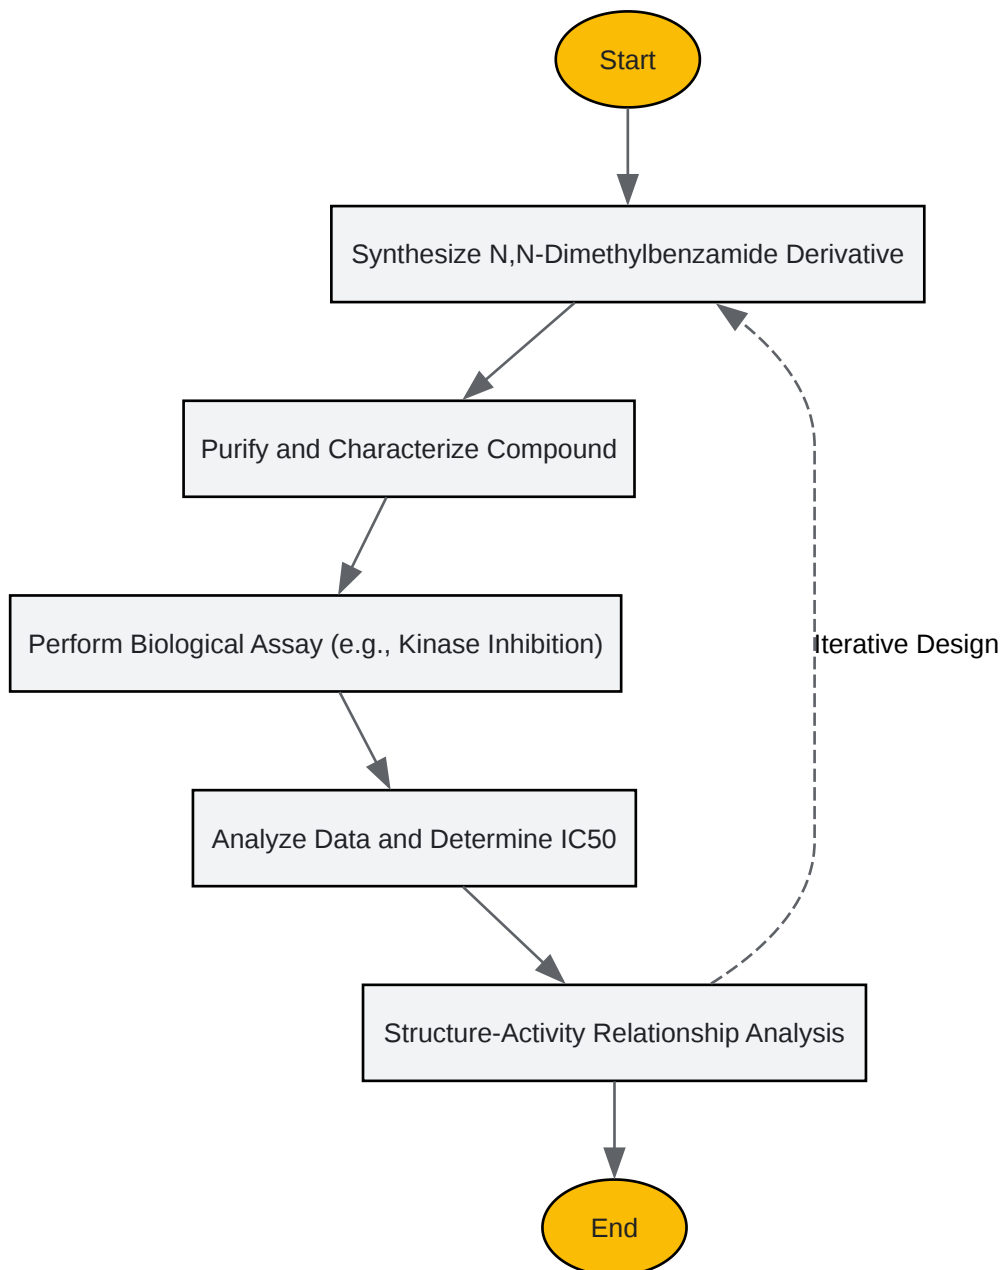 Start
Synthesize N,N-Dimethylbenzamide Derivative
Purify and Characterize Compound
Perform Biological Assay (e.g., Kinase Inhibition)
Iterative Design
Analyze Data and Determine IC50
Structure-Activity Relationship Analysis
End